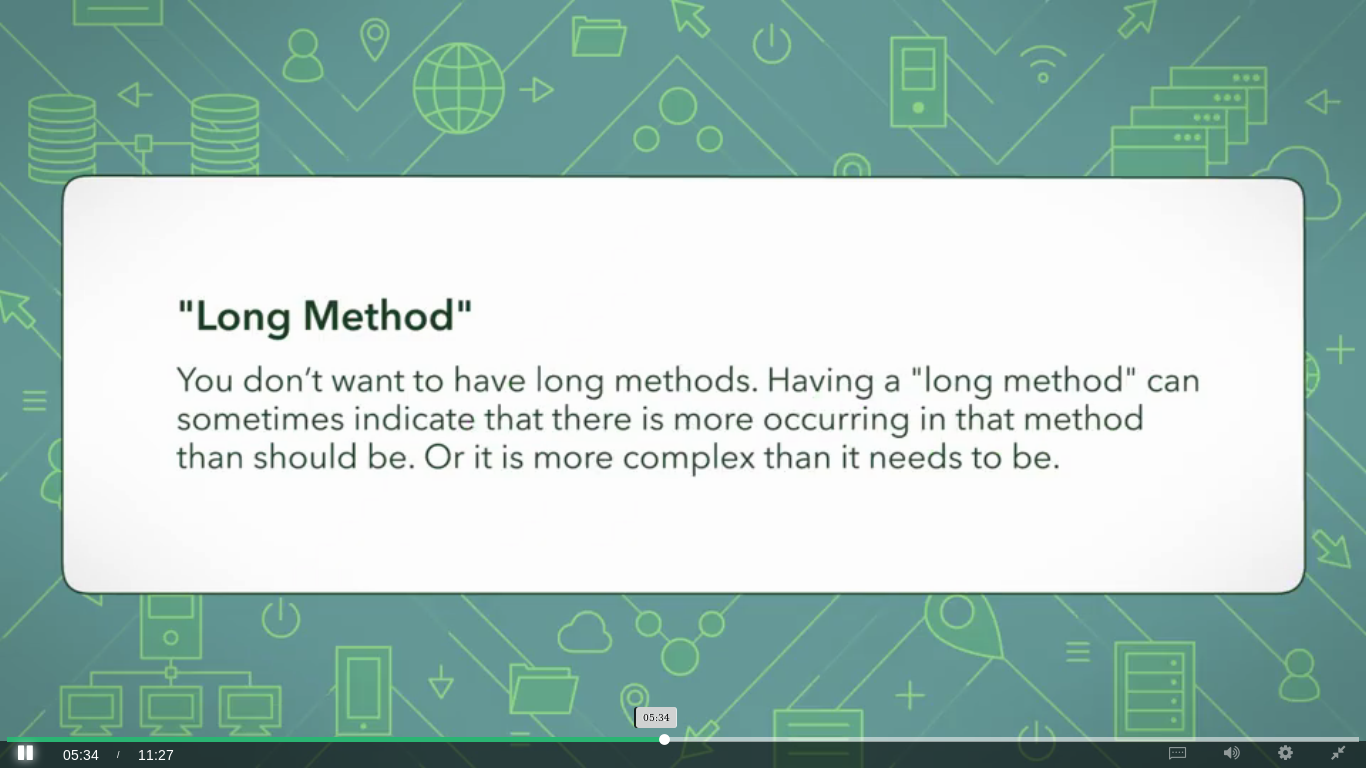 "Long Method"
You don’t want to have long methods. Having a "long method" can
sometimes indicate that there is more occurring in that method
than should be. Or it is more complex than it needs to be.
05:34
05:34 / 11:27